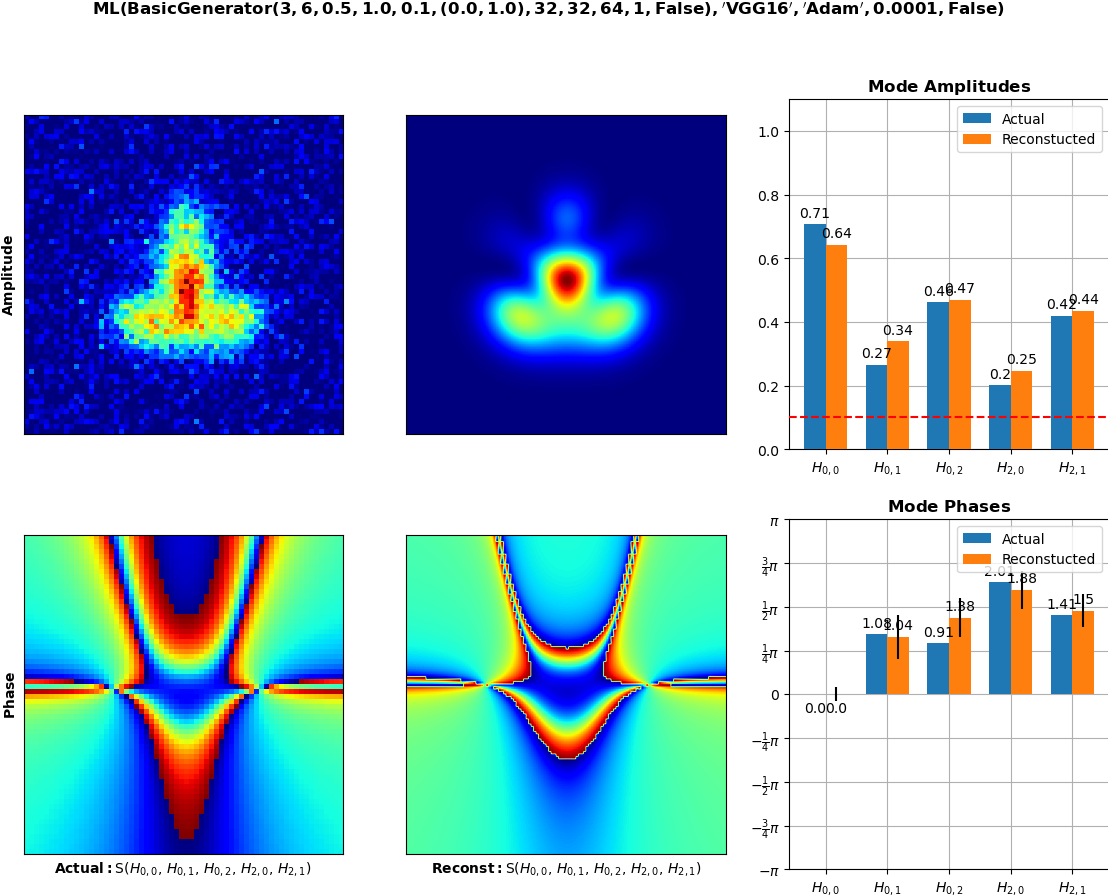 ML(BasicGenerator(3, 6, 0.5, 1.0, 0.1, (0.0, 1.0), 32, 32, 64, 1, False), ′VGG16′, ′Adam′, 0.0001, False)
Amplitude
Mode Amplitudes
Actual
Reconstucted
1.0
0.8
0.6
0.4
0.2
0.0
0.71
0.64
0.27
0.34
0.46
0.47
0.2
0.25
0.42
0.44
H0,0
H0,1
H0,2
H2,0
H2,1
Phase
Actual: S(H0,0, H0,1, H0,2, H2,0, H2,1)
Reconst: S(H0,0, H0,1, H0,2, H2,0, H2,1)
Mode Phases
Actual
Reconstucted
π
3/4π
1/2π
1/4π
0
−1/4π
−1/2π
−3/4π
−π
0.0
0.0
1.08
1.04
0.91
1.38
2.01
1.88
1.41
1.5
H0,0
H0,1
H0,2
H2,0
H2,1